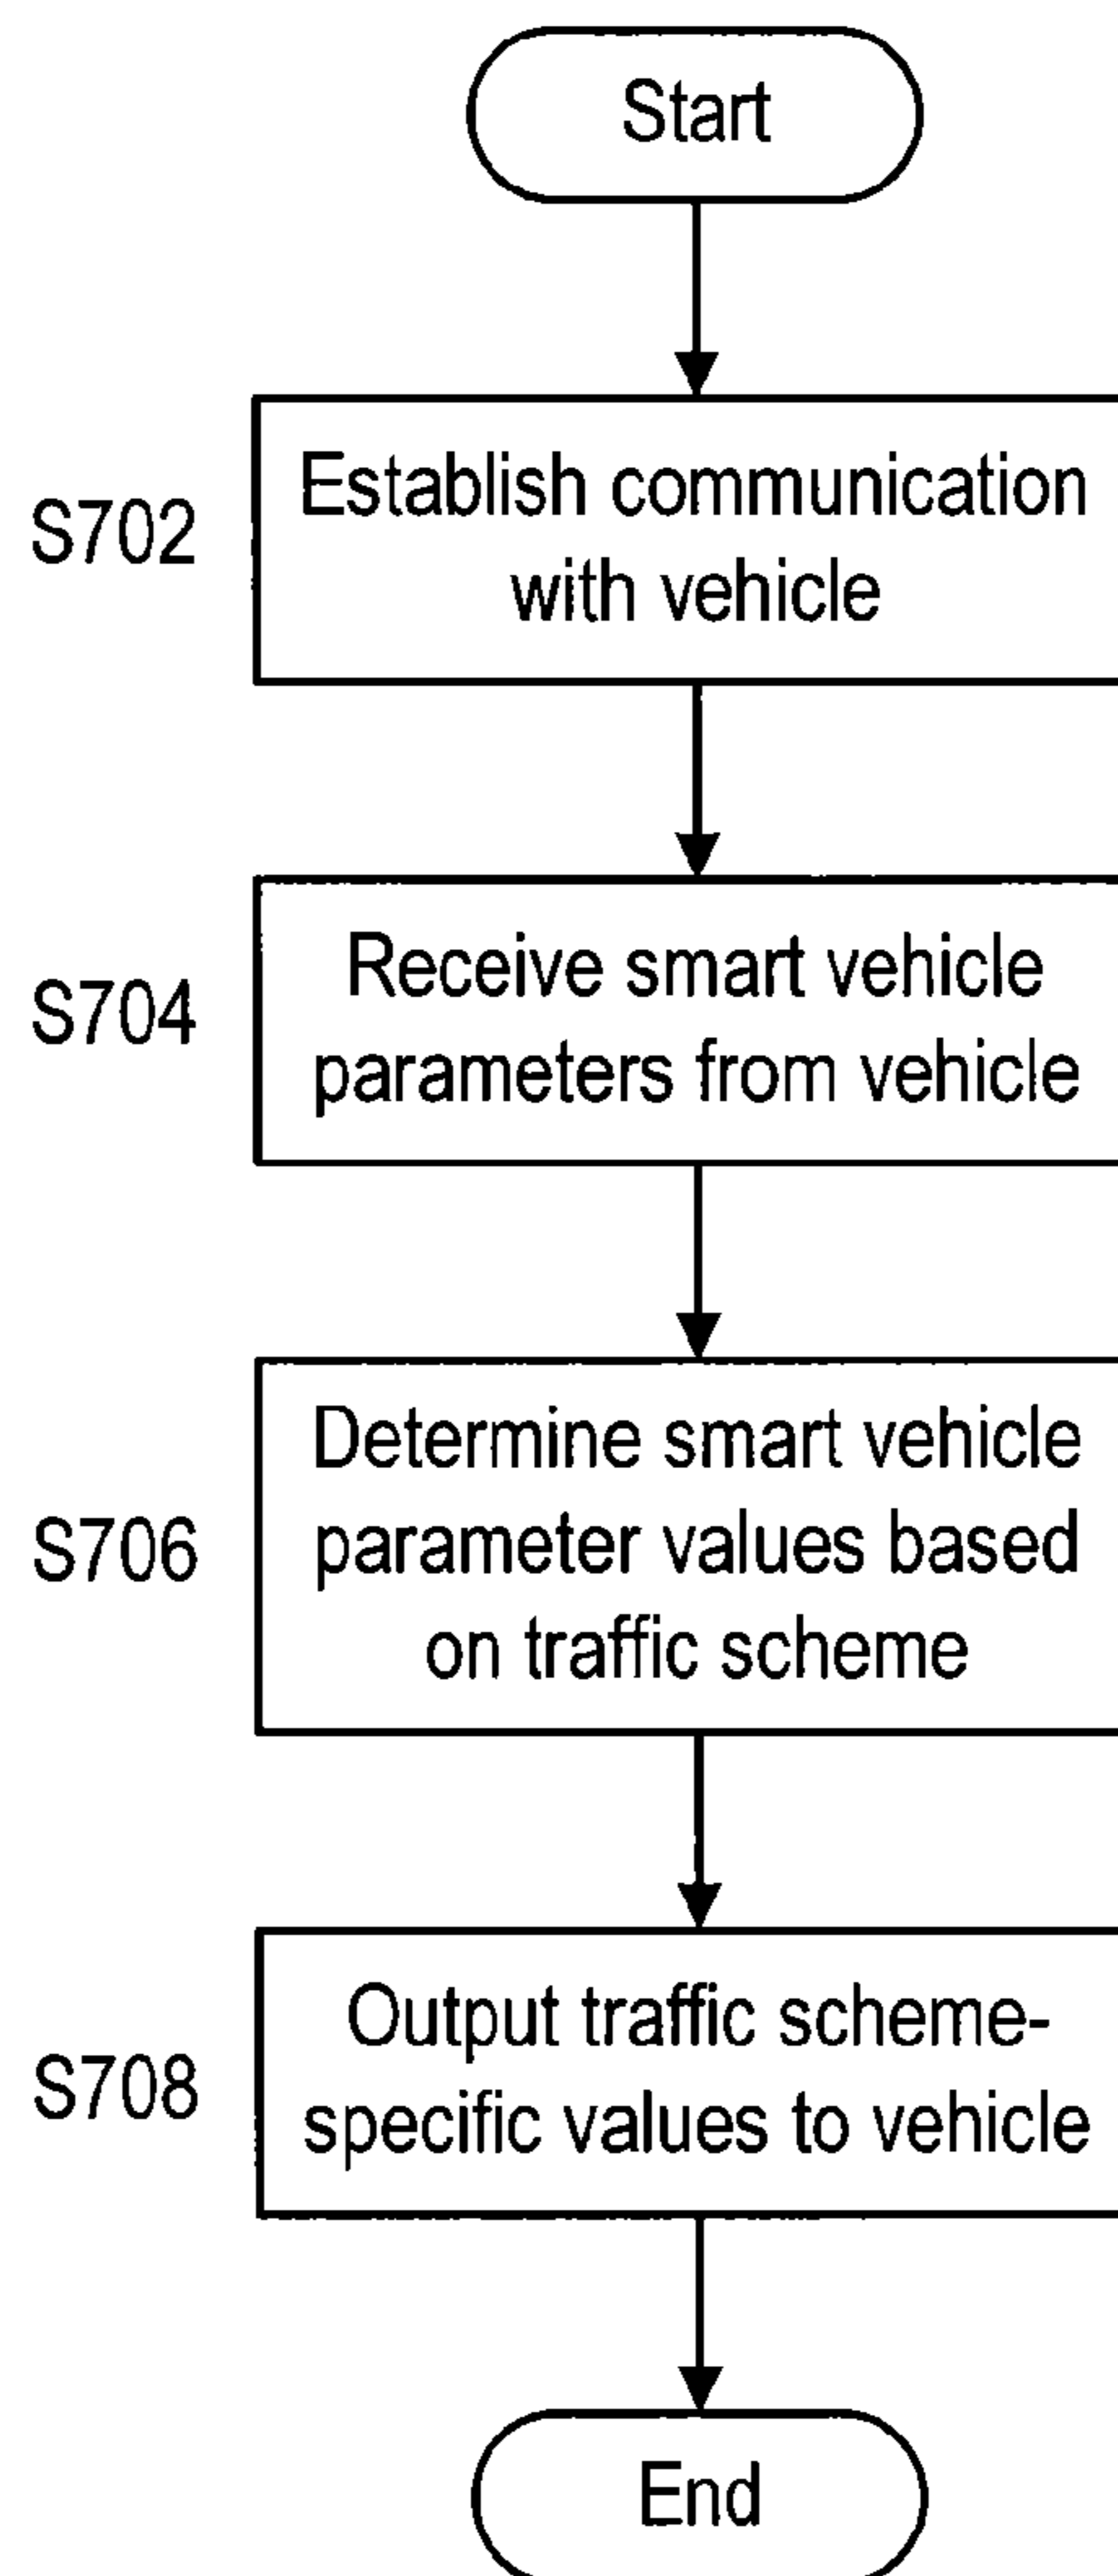 Start
S702
Establish communication
with vehicle
S704
Receive smart vehicle
parameters from vehicle
S706
Determine smart vehicle
parameter values based
on traffic scheme
S708
Output traffic scheme-
specific values to vehicle
End